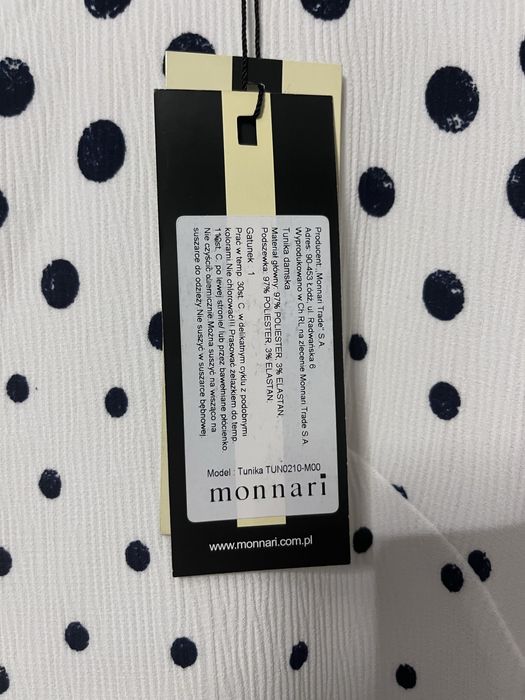 Producent: „Monnari Trade" S.A
Adres: 90-453 Łódź, ul. Radwańska 6
Wyprodukowano w Ch RL na zlecenie Monnari Trade S.A
Tunika damska
Materiał główny: 97% POLIESTER, 3% ELASTAN,
Podszewka: 97% POLIESTER, 3% ELASTAN;
Gatunek 1
Prać w temp. 30st. C, w delikatnym cyklu z podobnymi
kolorami.Nie chlorować!!! Prasować żelazkiem do temp.
110st. C. po lewej stronie/ lub przez bawełniane płócienko.
Nie czyścić chemicznie.Można suszyć na wisząco na
suszarce do odzieży. Nie suszyć w suszarce bębnowej
Model : Tunika TUN0210-M00
monnari
www.monnari.com.pl